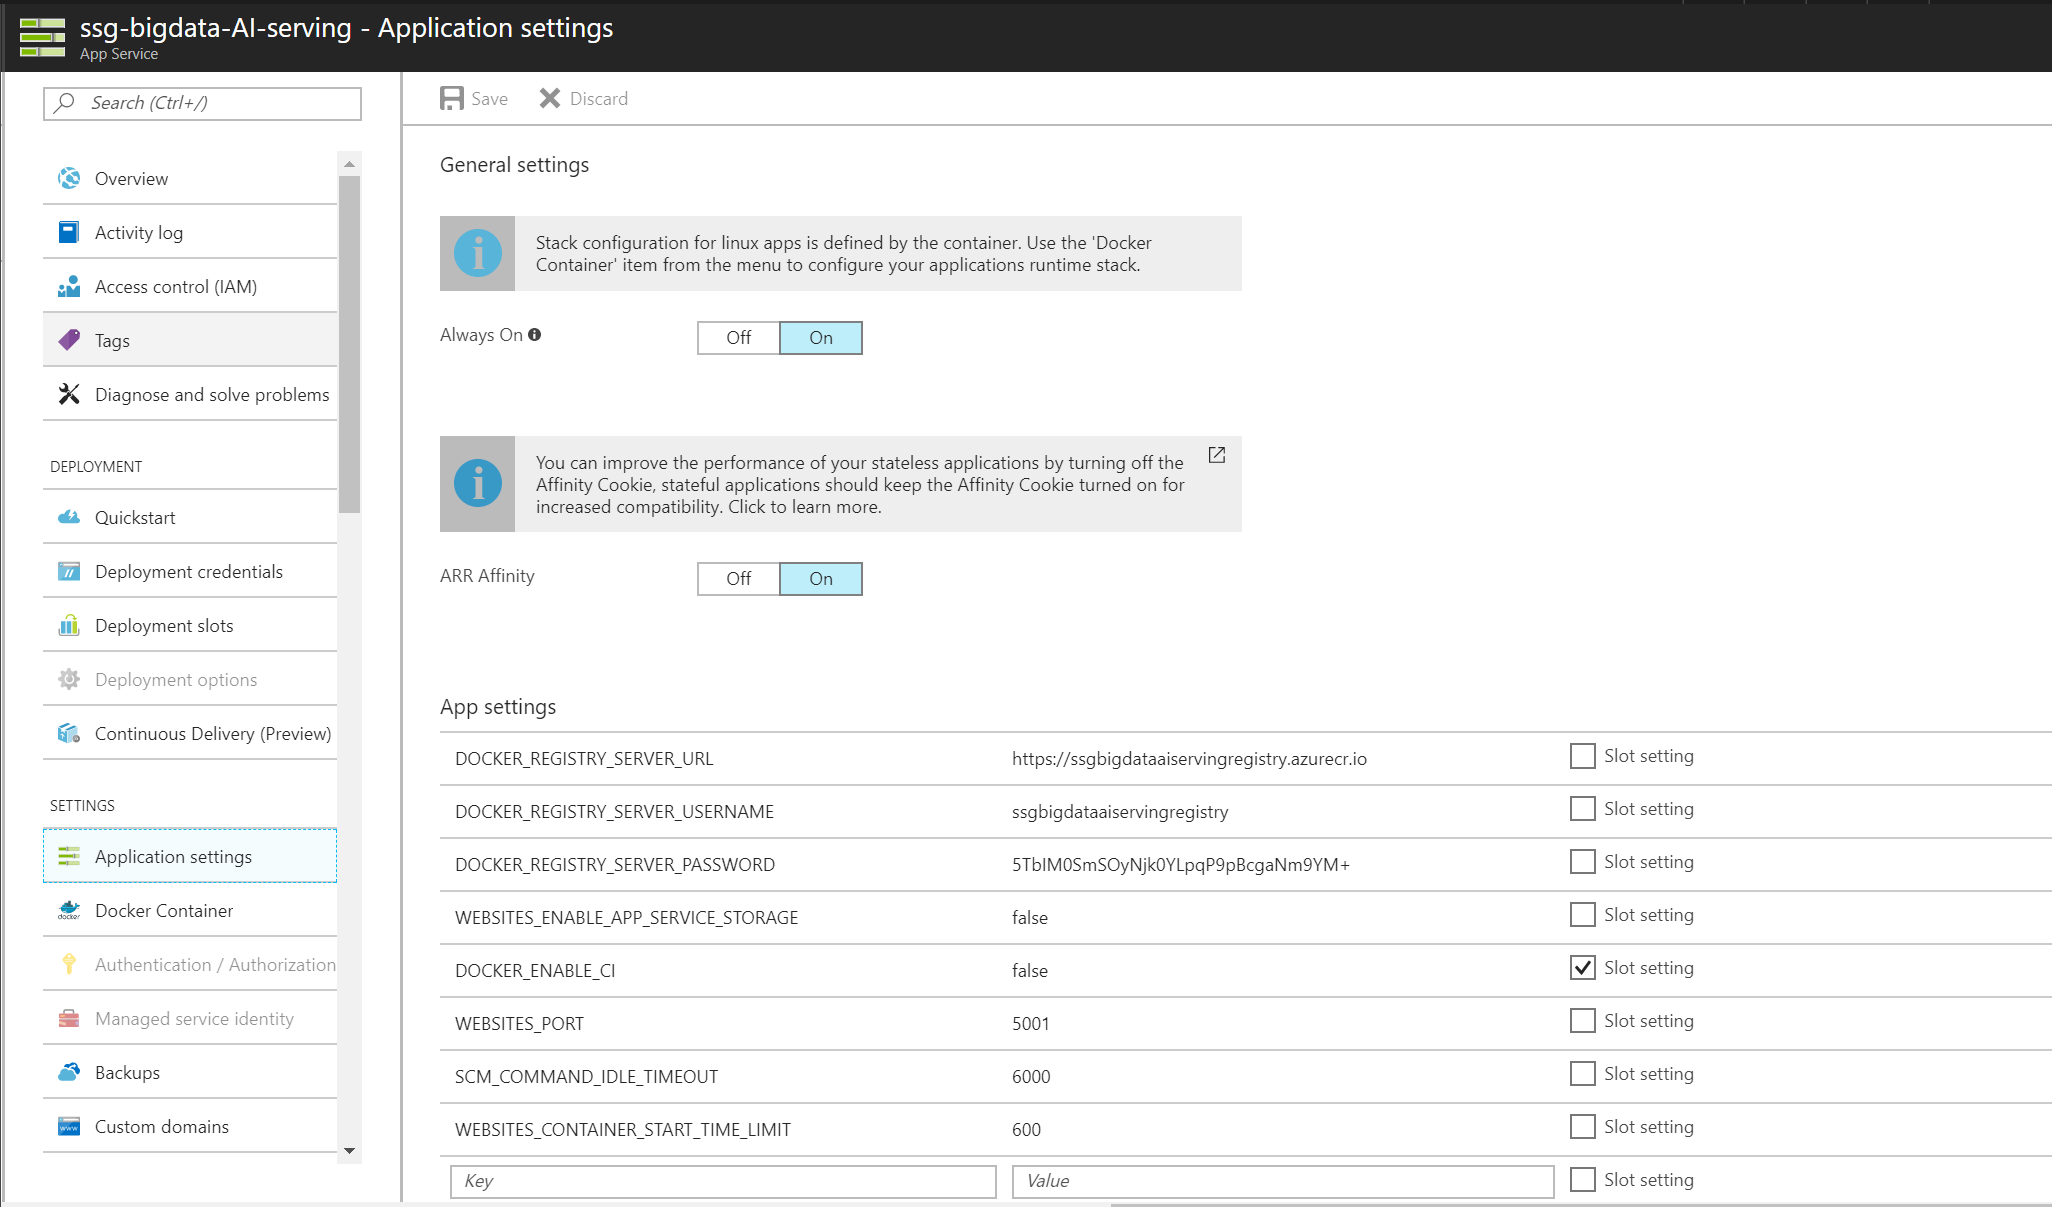 ssg-bigdata-AI-serving - Application settings
App Service
Search (Ctrl+/)
Overview
Activity log
Access control (IAM)
Tags
Diagnose and solve problems
DEPLOYMENT
Quickstart
Deployment credentials
Deployment slots
Deployment options
Continuous Delivery (Preview)
SETTINGS
Application settings
Docker Container
Authentication / Authorization
Managed service identity
Backups
Custom domains
Save Discard
General settings
Stack configuration for linux apps is defined by the container. Use the 'Docker
Container' item from the menu to configure your applications runtime stack.
Always On Off On
You can improve the performance of your stateless applications by turning off the
Affinity Cookie, stateful applications should keep the Affinity Cookie turned on for
increased compatibility. Click to learn more.
ARR Affinity Off On
App settings
DOCKER_REGISTRY_SERVER_URL https://ssgbigdataaiservingregistry.azurecr.io Slot setting
DOCKER_REGISTRY_SERVER_USERNAME ssgbigdataaiservingregistry Slot setting
DOCKER_REGISTRY_SERVER_PASSWORD 5TbIM0SmSOyNjk0YLpqP9pBcgaNm9YM+ Slot setting
WEBSITES_ENABLE_APP_SERVICE_STORAGE false Slot setting
DOCKER_ENABLE_CI false Slot setting
WEBSITES_PORT 5001 Slot setting
SCM_COMMAND_IDLE_TIMEOUT 6000 Slot setting
WEBSITES_CONTAINER_START_TIME_LIMIT 600 Slot setting
Key Value Slot setting